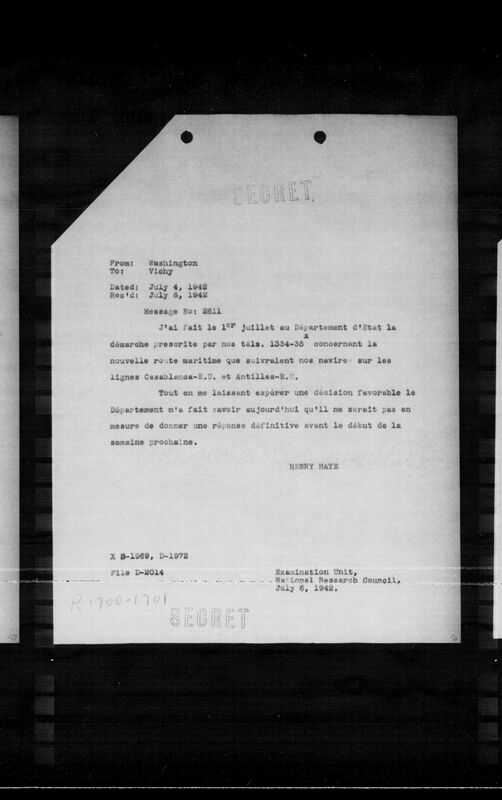 SECRET.
From: Washington
To: Vichy
Dated: July 4, 1942
Rec'd: July 6, 1942
Message No: 2611
J'ai fait le 1er juillet au Département d'Etat la
x
démarche prescrite par nos téls. 1334-35 concernant la
nouvelle route maritime que suivraient nos navires sur les
lignes Casablanca-E.U. et Antilles-E.U.
Tout en me laissant espérer une décision favorable le
Département m'a fait savoir aujourd'hui qu'il ne serait pas en
mesure de donner une réponse définitive avant le début de la
semaine prochaine.
HENRY HAYE
X D-1969, D-1972
File D-2014
Examination Unit,
National Research Council,
July 6, 1942.
R-1700-1701
SECRET